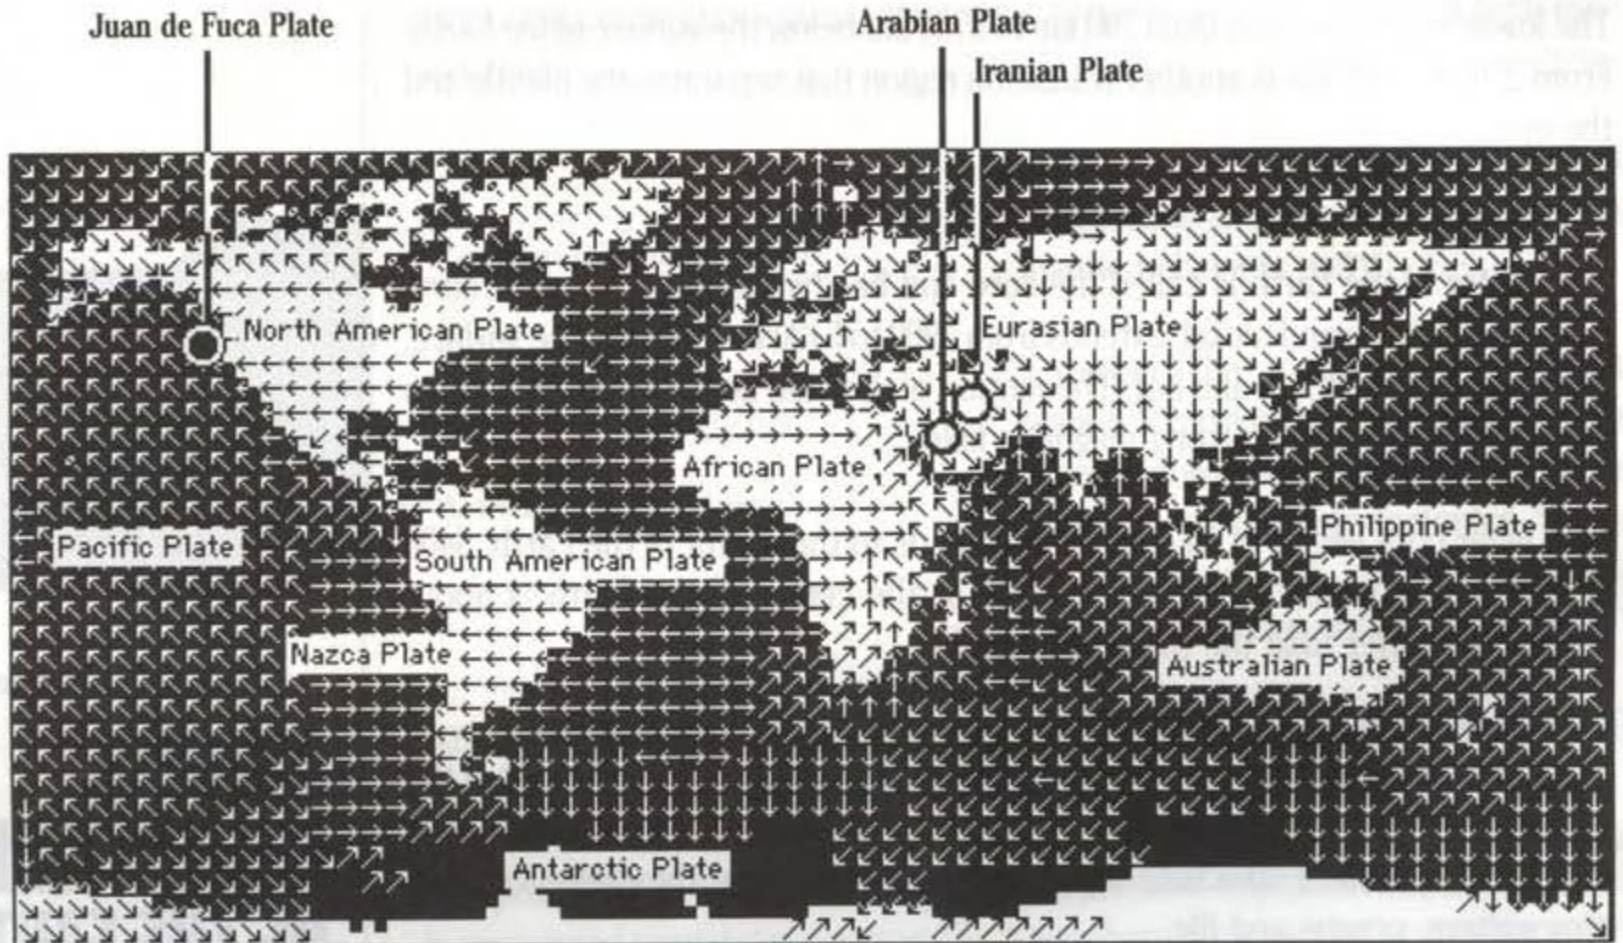 Juan de Fuca Plate
Arabian Plate
Iranian Plate
North American Plate
Eurasian Plate
African Plate
Philippine Plate
Pacific Plate
South American Plate
Nazca Plate
Australian Plate
Antarctic Plate